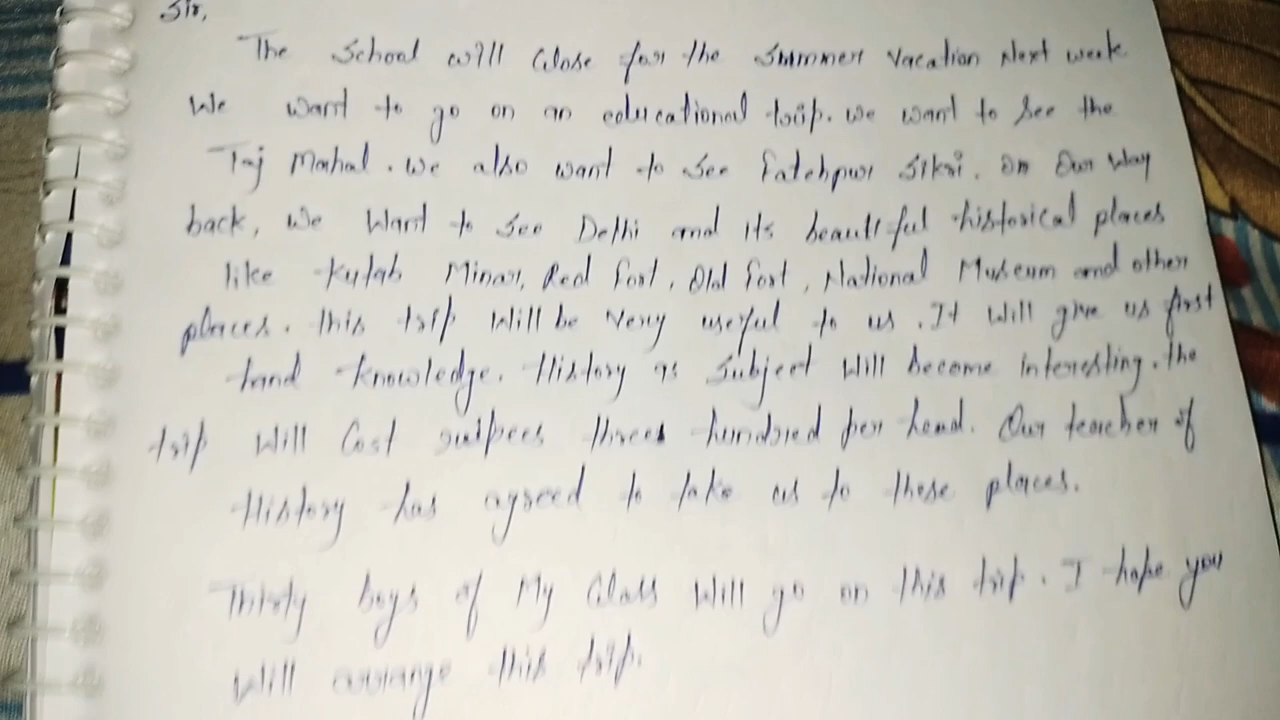 Sir,
The School will Close for the Summer Vacation Next week
We want to go on an educational trip. we want to See the
Taj Mahal. We also want to See Fatehpur Sikri. On Our Way
back, We Want to See Delhi and its beautiful historical places
like Kutab Minar, Red Fort, Old Fort, National Museum and other
places. This trip Will be Very useful to us. It Will give us first
hand knowledge. History as Subject Will become interesting. The
trip Will Cost rupees three hundred per head. Our teacher of
History has agreed to take us to these places.
Thirty boys of My Class Will go on this trip. I hope you
Will arrange this trip.